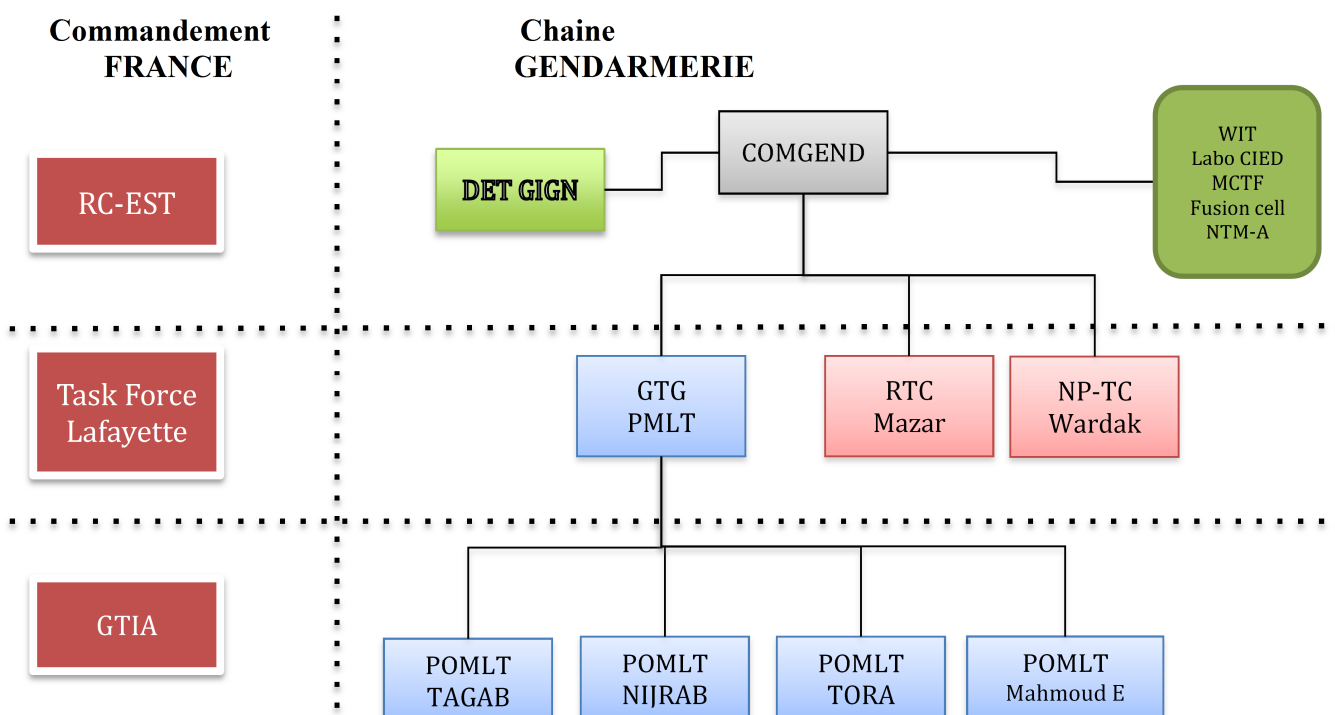 Commandement
FRANCE
Chaine
GENDARMERIE
RC-EST
DET GIGN
COMGEND
WIT
Labo CIED
MCTF
Fusion cell
NTM-A
Task Force
Lafayette
GTG
PMLT
RTC
Mazar
NP-TC
Wardak
GTIA
POMLT
TAGAB
POMLT
NIJRAB
POMLT
TORA
POMLT
Mahmoud E